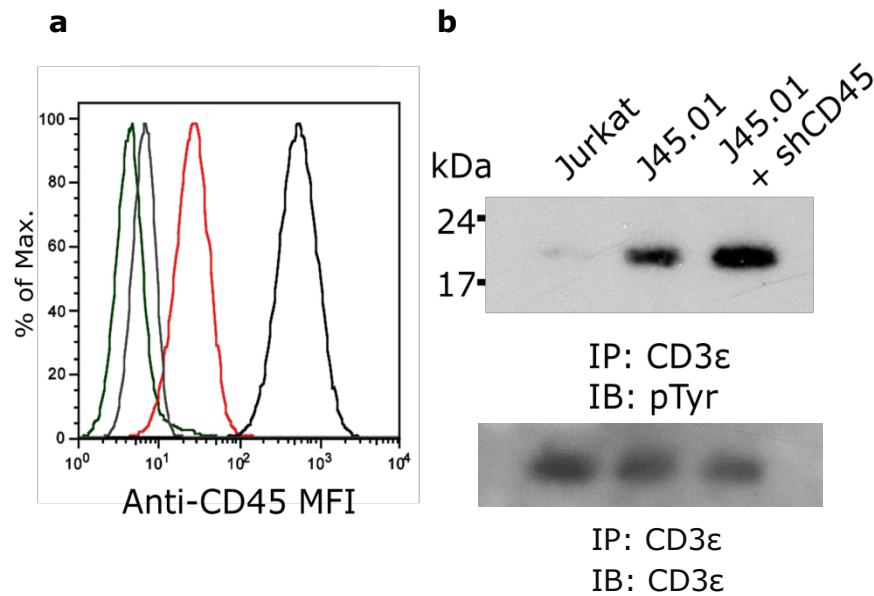 a
100
80
60
40
20
0
% of Max.
10⁰ 10¹ 10² 10³ 10⁴
Anti-CD45 MFI
b
kDa
Jurkat
J45.01
J45.01
+ shCD45
24
17
IP: CD3ε
IB: pTyr
IP: CD3ε
IB: CD3ε